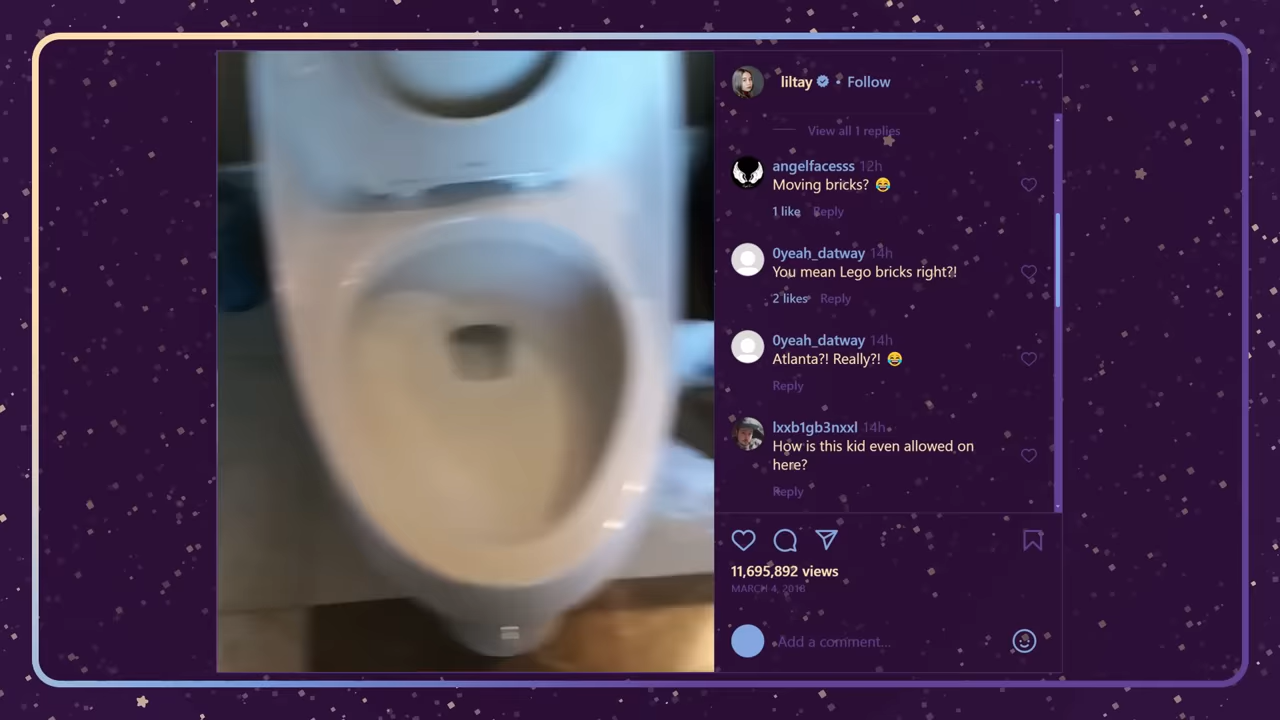 liltay • Follow
View all 1 replies
angelfacesss 12h
Moving bricks? 😂
1 like Reply
0yeah_datway 14h
You mean Lego bricks right?!
2 likes Reply
0yeah_datway 14h
Atlanta?! Really?! 😂
Reply
lxxb1gb3nxxl 14h
How is this kid even allowed on
here?
Reply
11,695,892 views
MARCH 4, 2018
Add a comment...